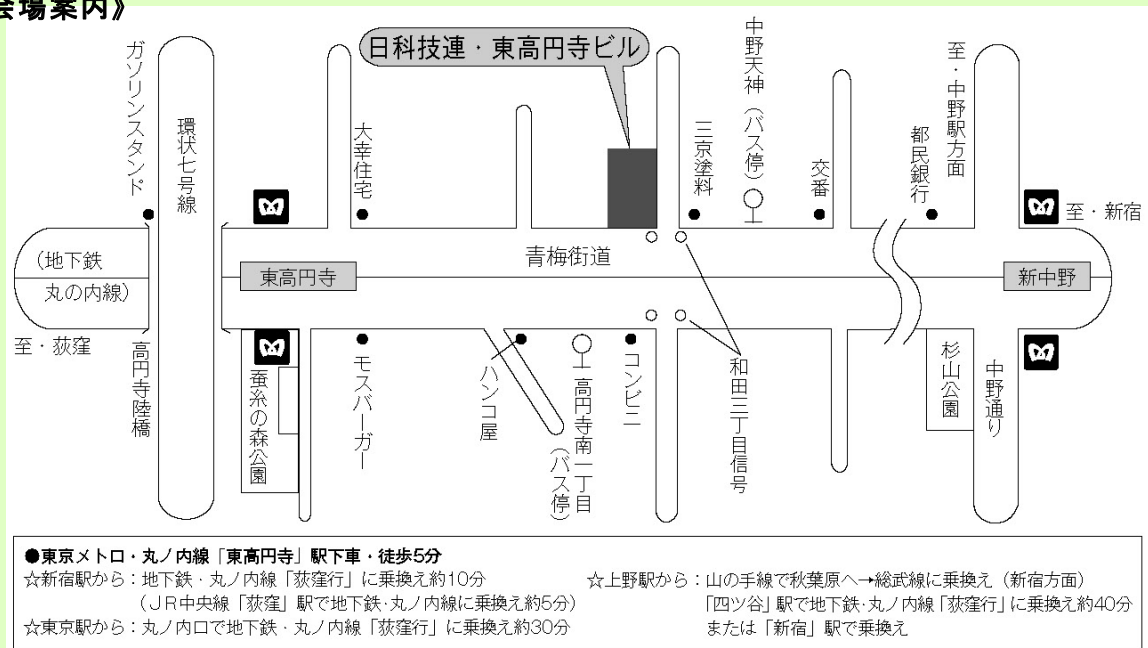 会場案内》
日科技連・東高円寺ビル
ガソリンスタンド
環状七号線
大幸住宅
三京塗料
中野天神(バス停)
交番
都民銀行
至・中野駅方面
至・新宿
(地下鉄
丸の内線)
東高円寺
青梅街道
新中野
至・荻窪
高円寺陸橋
蚕糸の森公園
モスバーガー
ハンコ屋
高円寺南一丁目
(バス停)
コンビニ
和田三丁目信号
杉山公園
中野通り
●東京メトロ・丸ノ内線「東高円寺」駅下車・徒歩5分
☆新宿駅から:地下鉄・丸ノ内線「荻窪行」に乗換え約10分
(JR中央線「荻窪」駅で地下鉄・丸ノ内線に乗換え約5分)
☆東京駅から:丸ノ内口で地下鉄・丸ノ内線「荻窪行」に乗換え約30分
☆上野駅から:山の手線で秋葉原へ→総武線に乗換え(新宿方面)
「四ツ谷」駅で地下鉄・丸ノ内線「荻窪行」に乗換え約40分
または「新宿」駅で乗換え